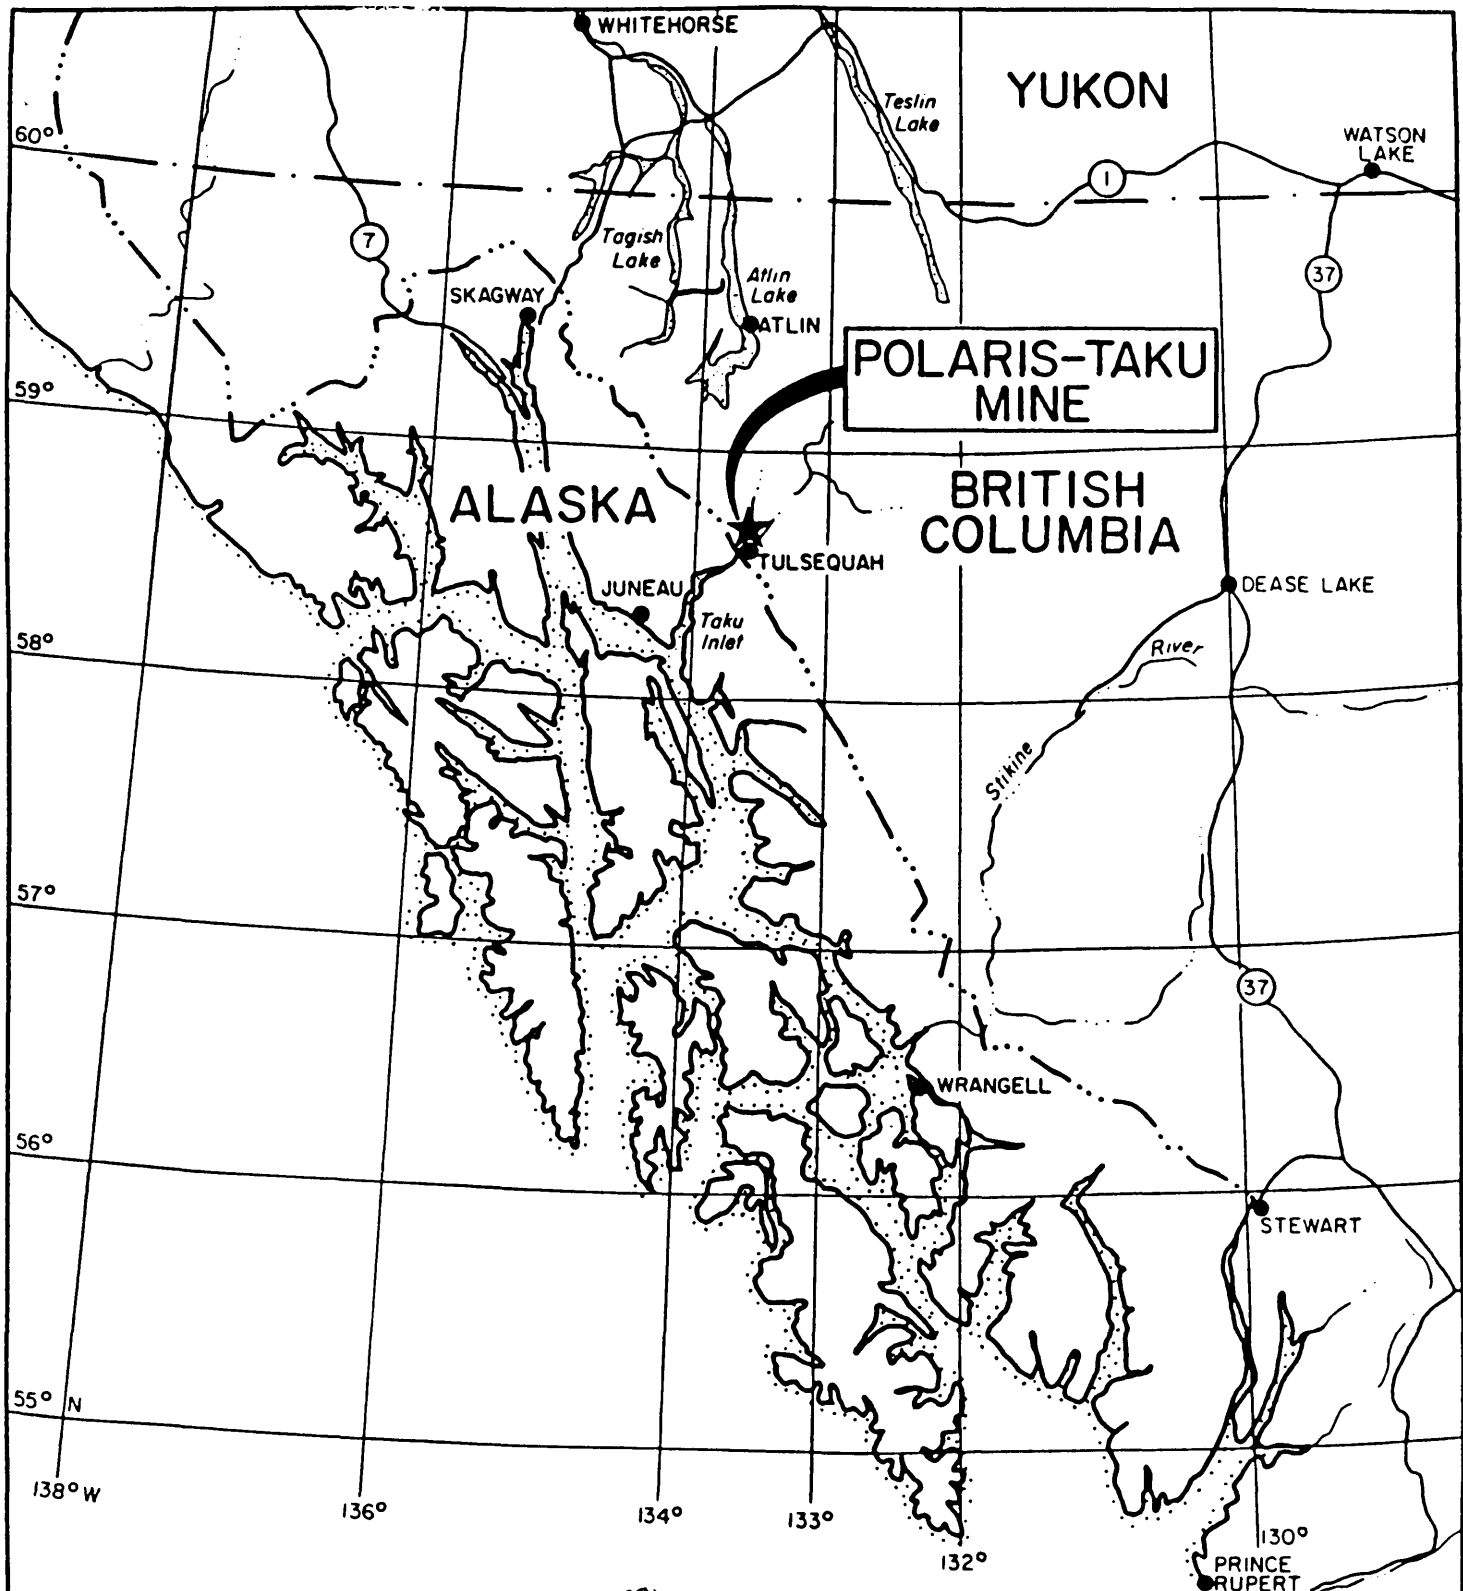 WHITEHORSE
YUKON
Teslin
Lake
WATSON
LAKE
60°
1
7
Tagish
Lake
37
Atlin
Lake
SKAGWAY
ATLIN
POLARIS-TAKU
MINE
59°
ALASKA
BRITISH
COLUMBIA
TULSEQUAH
JUNEAU
DEASE LAKE
Taku
Inlet
58°
River
Stikine
57°
37
WRANGELL
56°
STEWART
55° N
138° W
136°
134°
133°
132°
130°
PRINCE
RUPERT